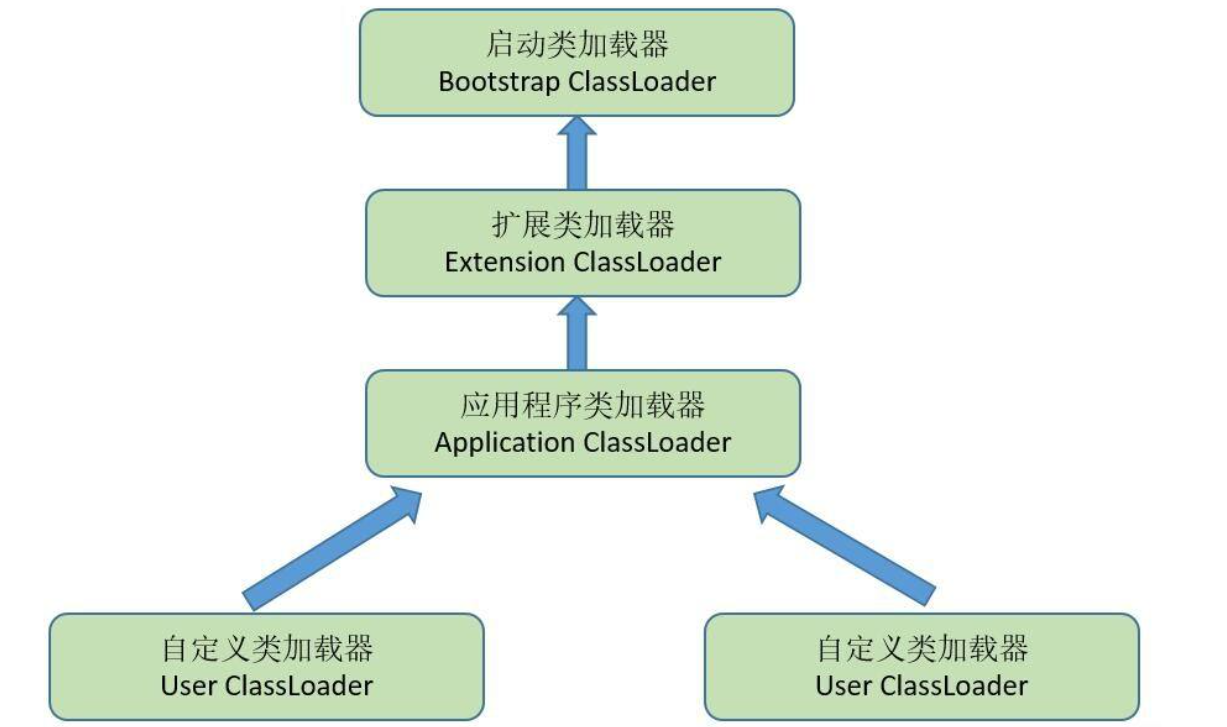 启动类加载器
Bootstrap ClassLoader
扩展类加载器
Extension ClassLoader
应用程序类加载器
Application ClassLoader
自定义类加载器
User ClassLoader
自定义类加载器
User ClassLoader